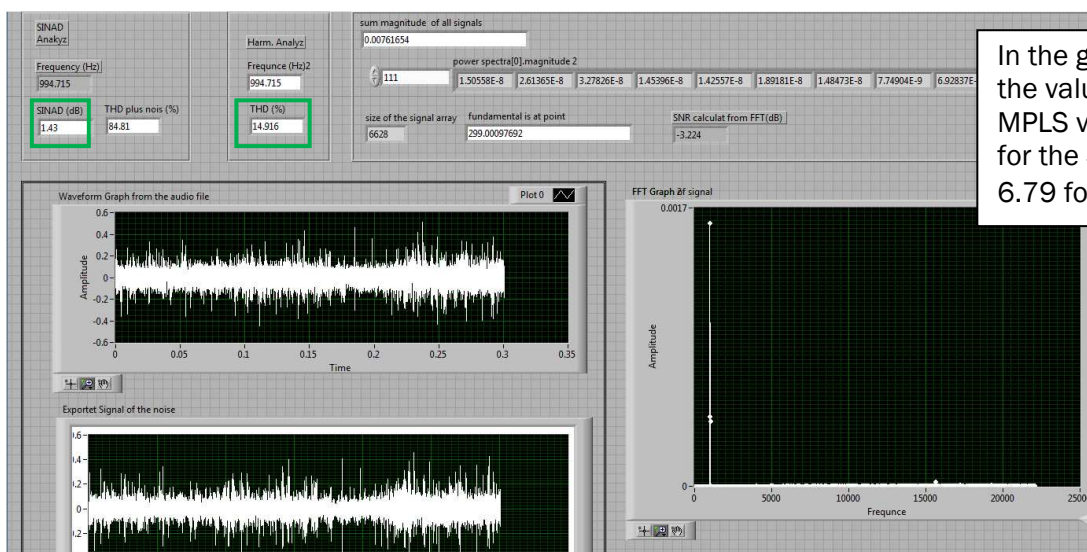 SINAD
Anakyz
Frequency (Hz)
994.715
SINAD (dB)
1.43
THD plus nois (%)
84.81
Harm. Analyz
Frequnce (Hz)2
994.715
THD (%)
14.916
sum magnitude of all signals
0.00761654
power spectra[0].magnitude 2
111
1.50558E-8 2.61365E-8 3.27826E-8 1.45396E-8 1.42557E-8 1.89181E-8 1.48473E-8 7.74904E-9 6.92837E-
size of the signal array
6628
fundamental is at point
299.00097692
SNR calculat from FFT(dB)
-3.224
In the g
the valu
MPLS v
for the
6.79 fo
Waveform Graph from the audio file
Plot 0
0.6
0.4
0.2
0
-0.2
-0.4
-0.6
Amplitude
0 0.05 0.1 0.15 0.2 0.25 0.3 0.35
Time
Exportet Signal of the noise
.6
.4
.2
0
.2
FFT Graph of signal
0.0017
0
Amplitude
0 5000 10000 15000 20000 25000
Frequnce